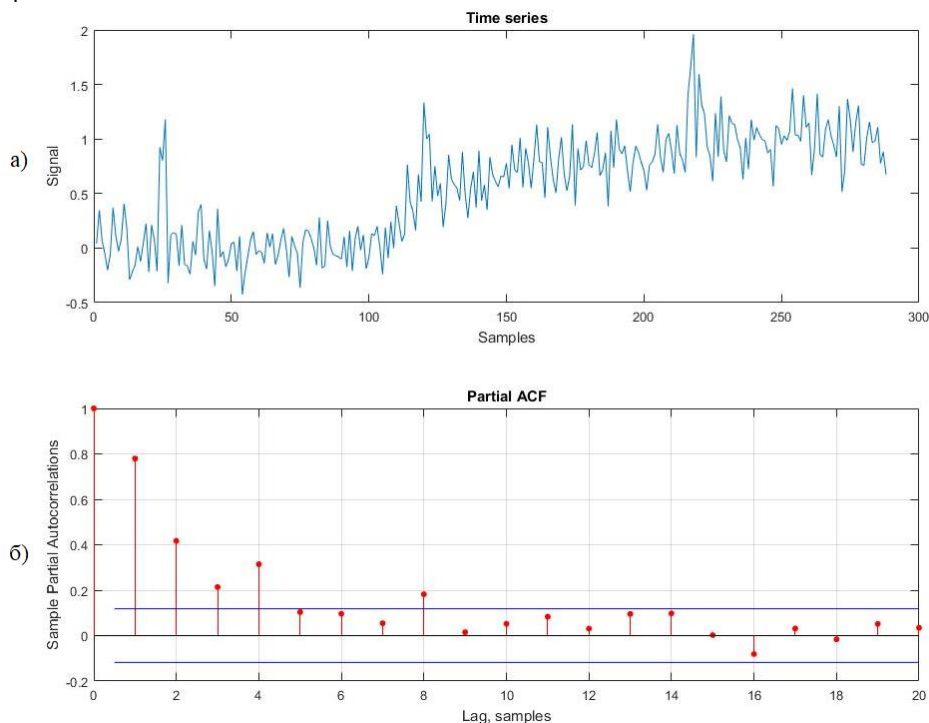 Time series
2
1.5
1
0.5
0
-0.5
Signal
а)
0 50 100 150 200 250 300
Samples
Partial ACF
1
0.8
0.6
0.4
0.2
0
-0.2
Sample Partial Autocorrelations
б)
0 2 4 6 8 10 12 14 16 18 20
Lag, samples